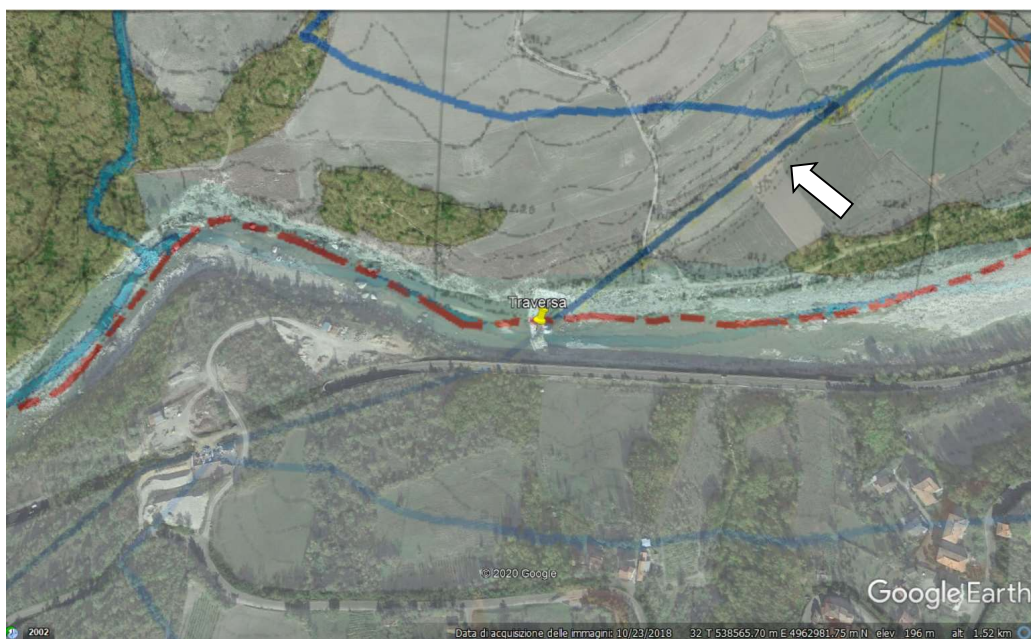 Traversa
© 2020 Google
Google Earth
2002
Data di acquisizione delle immagini: 10/23/2018 32 T 538565.70 m E 4962981.75 m N elev 196 m alt 1.52 km